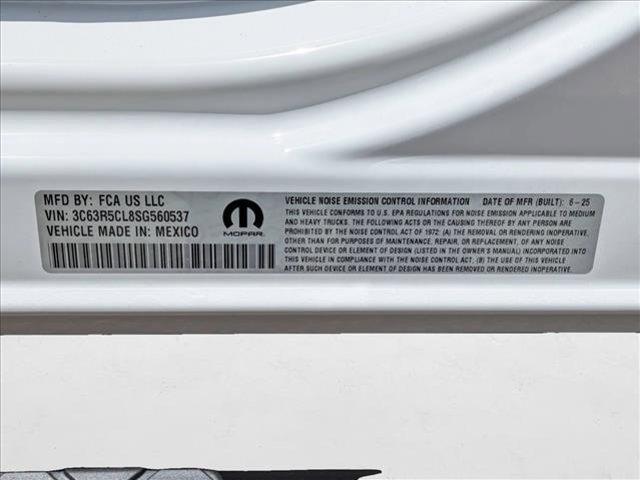 MFD BY: FCA US LLC
VIN: 3C63R5CL8SG560537
VEHICLE MADE IN: MEXICO
MOPAR
VEHICLE NOISE EMISSION CONTROL INFORMATION DATE OF MFR (BUILT): 6-25
THIS VEHICLE CONFORMS TO U.S. EPA REGULATIONS FOR NOISE EMISSION APPLICABLE TO MEDIUM
AND HEAVY TRUCKS. THE FOLLOWING ACTS OR THE CAUSING THEREOF BY ANY PERSON ARE
PROHIBITED BY THE NOISE CONTROL ACT OF 1972: (A) THE REMOVAL OR RENDERING INOPERATIVE,
OTHER THAN FOR PURPOSES OF MAINTENANCE, REPAIR, OR REPLACEMENT, OF ANY NOISE
CONTROL DEVICE OR ELEMENT OF DESIGN (LISTED IN THE OWNER'S MANUAL) INCORPORATED INTO
THIS VEHICLE IN COMPLIANCE WITH THE NOISE CONTROL ACT; (B) THE USE OF THIS VEHICLE
AFTER SUCH DEVICE OR ELEMENT OF DESIGN HAS BEEN REMOVED OR RENDERED INOPERATIVE.